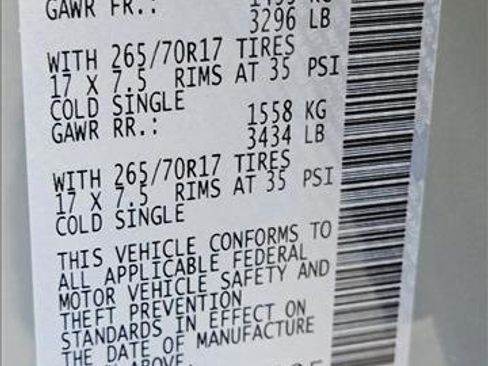 GAWR FR.:
3296 LB
WITH 265/70R17 TIRES
17 X 7.5 RIMS AT 35 PSI
COLD SINGLE
GAWR RR.: 1558 KG
3434 LB
WITH 265/70R17 TIRES
17 X 7.5 RIMS AT 35 PSI
COLD SINGLE
THIS VEHICLE CONFORMS TO
ALL APPLICABLE FEDERAL
MOTOR VEHICLE SAFETY AND
THEFT PREVENTION
STANDARDS IN EFFECT ON
THE DATE OF MANUFACTURE
ABOVE